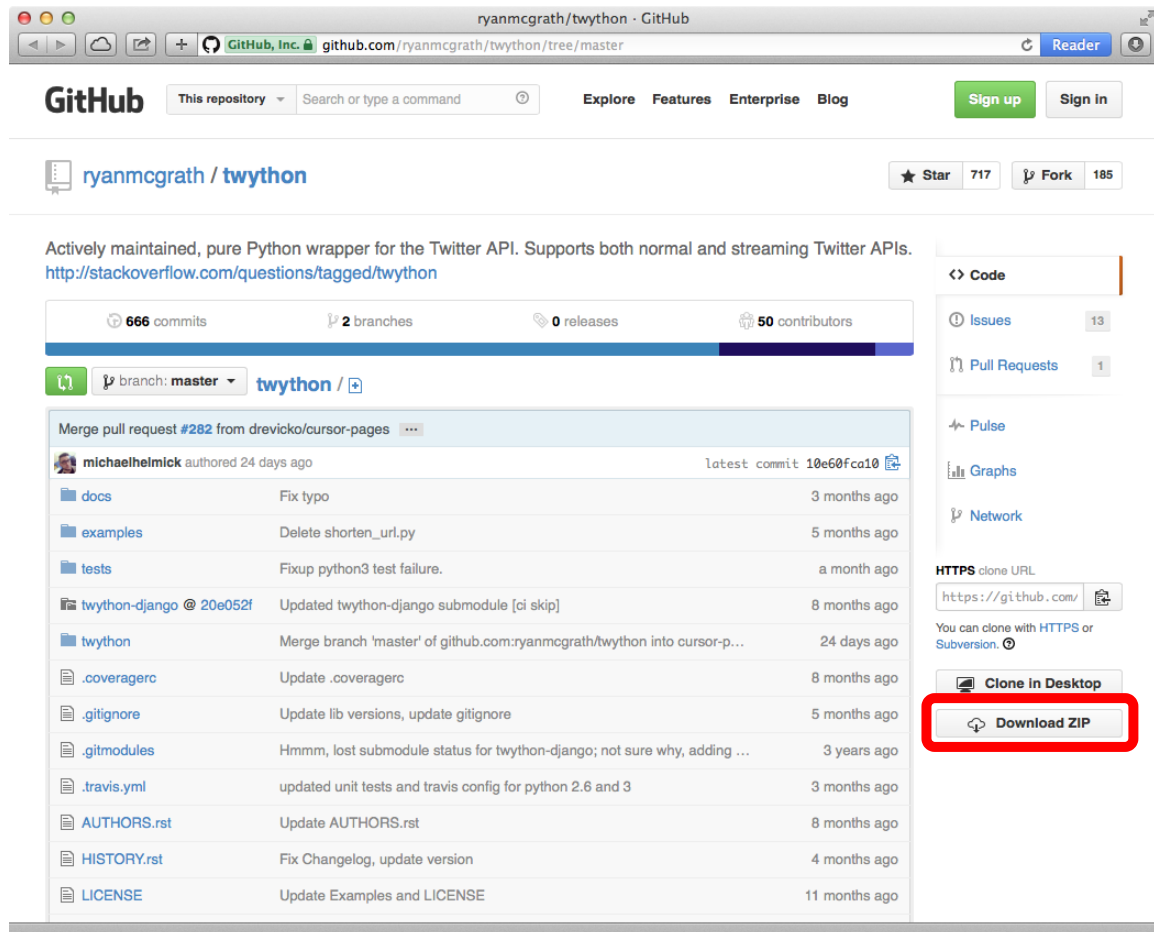 ryanmcgrath/twython · GitHub
GitHub, Inc. github.com/ryanmcgrath/twython/tree/master Reader
GitHub This repository Search or type a command Explore Features Enterprise Blog Sign up Sign in
ryanmcgrath / twython Star 717 Fork 185
Actively maintained, pure Python wrapper for the Twitter API. Supports both normal and streaming Twitter APIs.
http://stackoverflow.com/questions/tagged/twython
666 commits 2 branches 0 releases 50 contributors
branch: master twython /
Merge pull request #282 from drevicko/cursor-pages ...
michaelhelmick authored 24 days ago latest commit 10e60fca10
docs Fix typo 3 months ago
examples Delete shorten_url.py 5 months ago
tests Fixup python3 test failure. a month ago
twython-django @ 20e052f Updated twython-django submodule [ci skip] 8 months ago
twython Merge branch 'master' of github.com:ryanmcgrath/twython into cursor-p... 24 days ago
.coveragerc Update .coveragerc 8 months ago
.gitignore Update lib versions, update gitignore 5 months ago
.gitmodules Hmmm, lost submodule status for twython-django; not sure why, adding ... 3 years ago
.travis.yml updated unit tests and travis config for python 2.6 and 3 3 months ago
AUTHORS.rst Update AUTHORS.rst 8 months ago
HISTORY.rst Fix Changelog, update version 4 months ago
LICENSE Update Examples and LICENSE 11 months ago
<> Code
Issues 13
Pull Requests 1
Pulse
Graphs
Network
HTTPS clone URL
https://github.com/
You can clone with HTTPS or
Subversion.
Clone in Desktop
Download ZIP